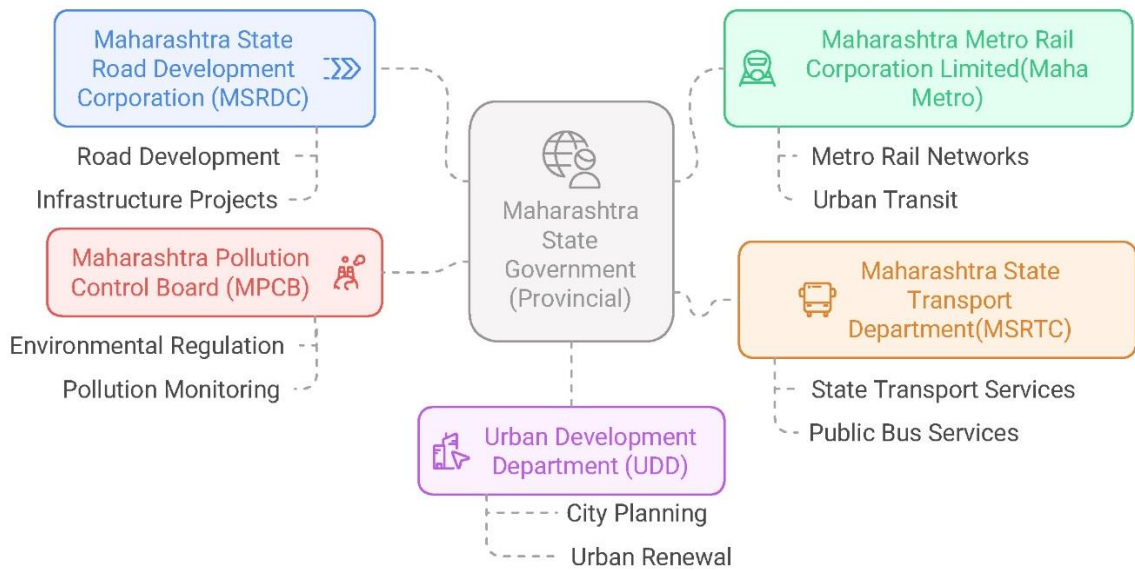 Maharashtra State
Road Development
Corporation (MSRDC)
Road Development
Infrastructure Projects
Maharashtra Pollution
Control Board (MPCB)
Environmental Regulation
Pollution Monitoring
Maharashtra
State
Government
(Provincial)
Urban Development
Department (UDD)
City Planning
Urban Renewal
Maharashtra Metro Rail
Corporation Limited(Maha
Metro)
Metro Rail Networks
Urban Transit
Maharashtra State
Transport
Department(MSRTC)
State Transport Services
Public Bus Services